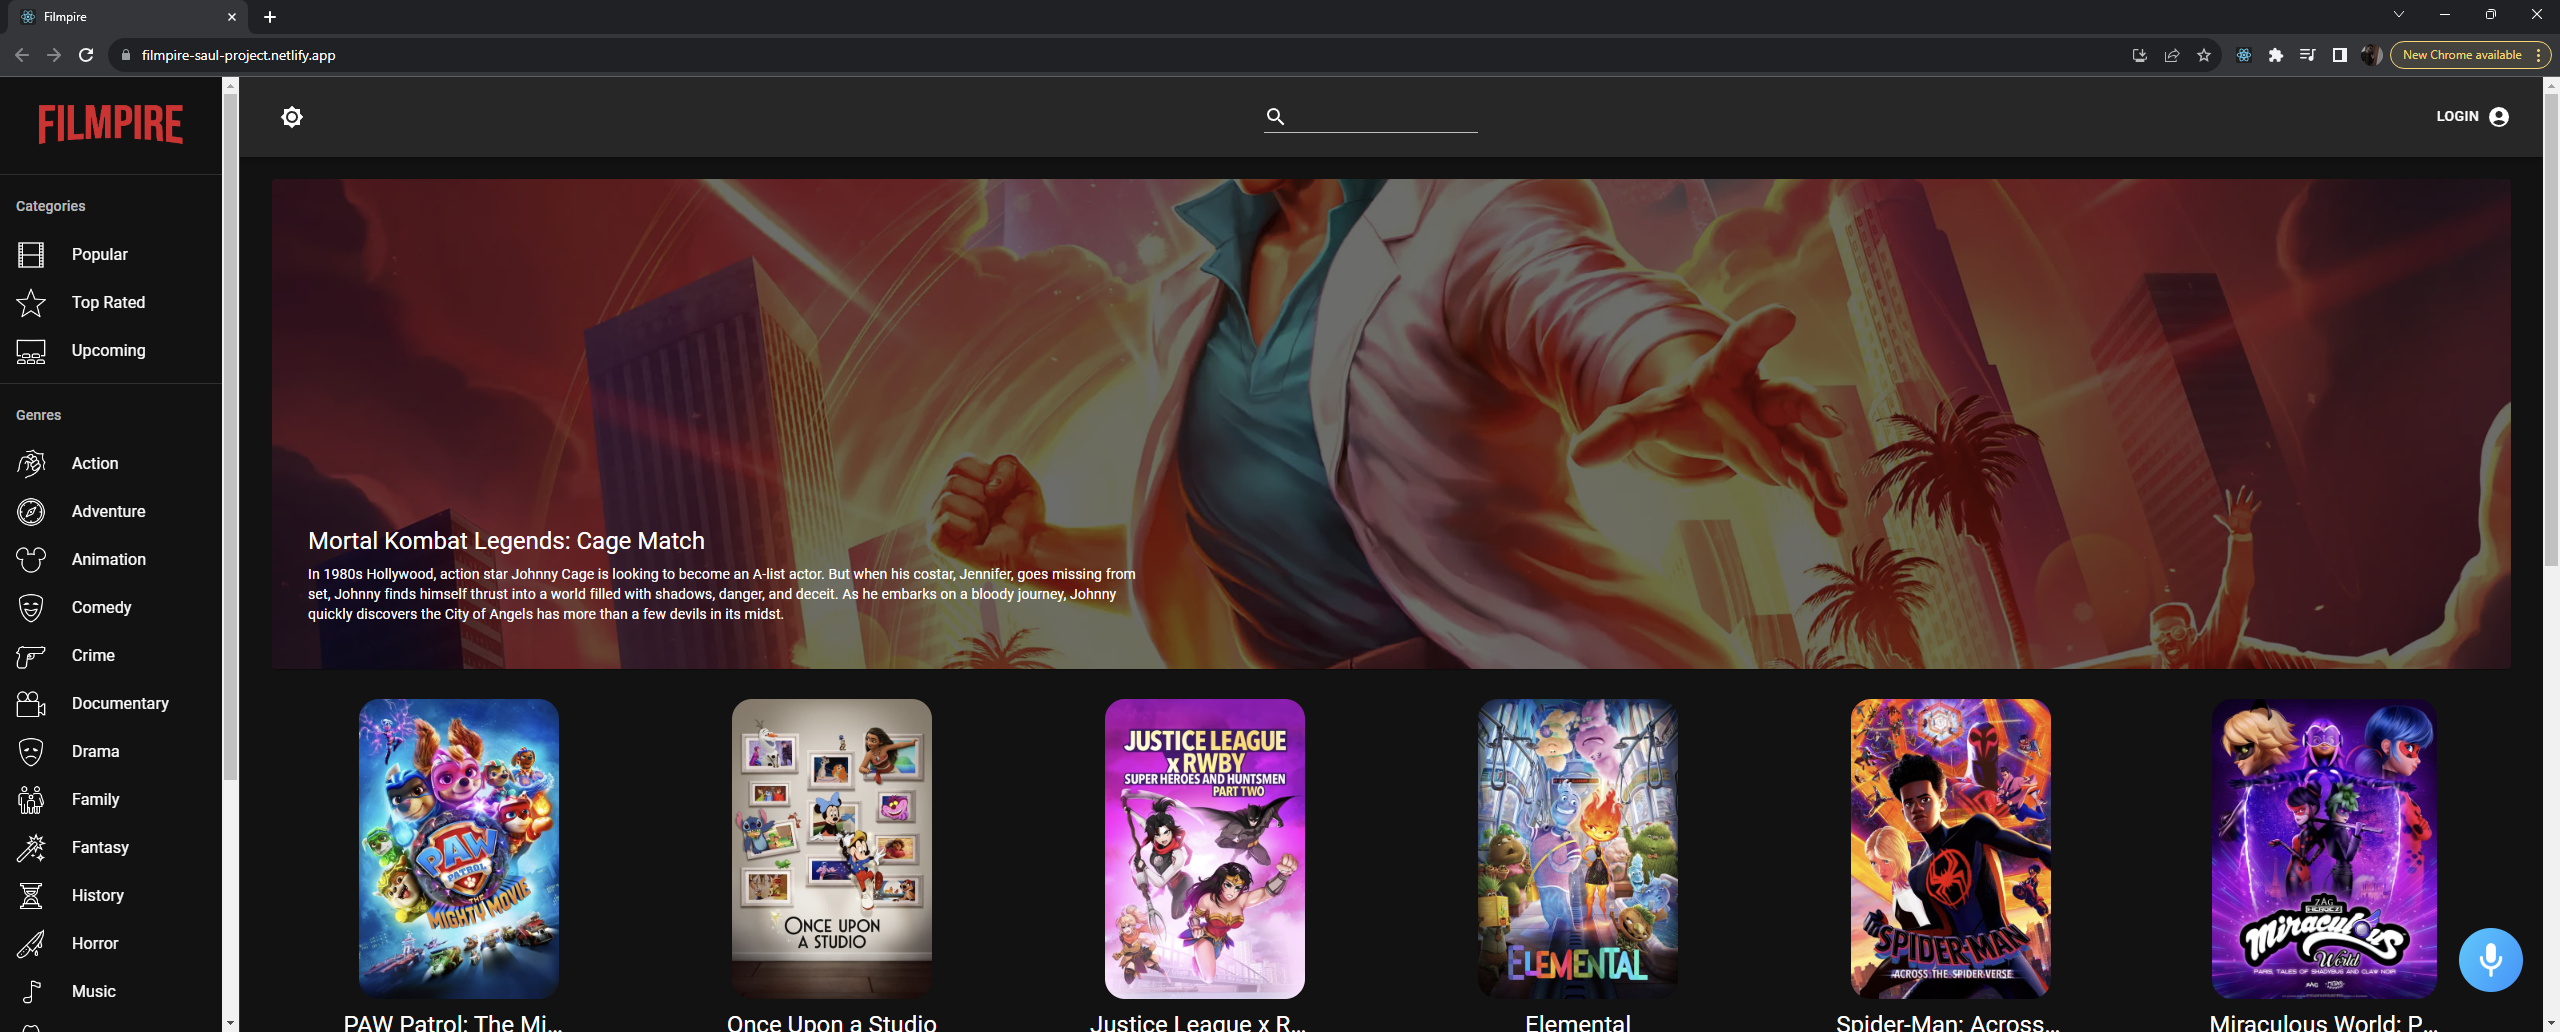 Filmpire
filmpire-saul-project.netlify.app
New Chrome available
FILMPIRE
LOGIN
Categories
Popular
Top Rated
Upcoming
Genres
Action
Adventure
Animation
Comedy
Crime
Documentary
Drama
Family
Fantasy
History
Horror
Music
Mortal Kombat Legends: Cage Match
In 1980s Hollywood, action star Johnny Cage is looking to become an A-list actor. But when his costar, Jennifer, goes missing from
set, Johnny finds himself thrust into a world filled with shadows, danger, and deceit. As he embarks on a bloody journey, Johnny
quickly discovers the City of Angels has more than a few devils in its midst.
PAW
PATROL
THE
MIGHTY MOVIE
ONCE UPON
A STUDIO
JUSTICE LEAGUE
x RWBY
SUPER HEROES AND HUNTSMEN
PART TWO
ELEMENTAL
SPIDER-MAN
ACROSS THE SPIDER-VERSE
ZAG
HEROEZ
Miraculous
World
PARIS, TALES OF SHADYBUG AND CLAW NOIR
ZAG
PAW Patrol: The Mi...
Once Upon a Studio
Justice League x R...
Elemental
Spider-Man: Across...
Miraculous World: P...